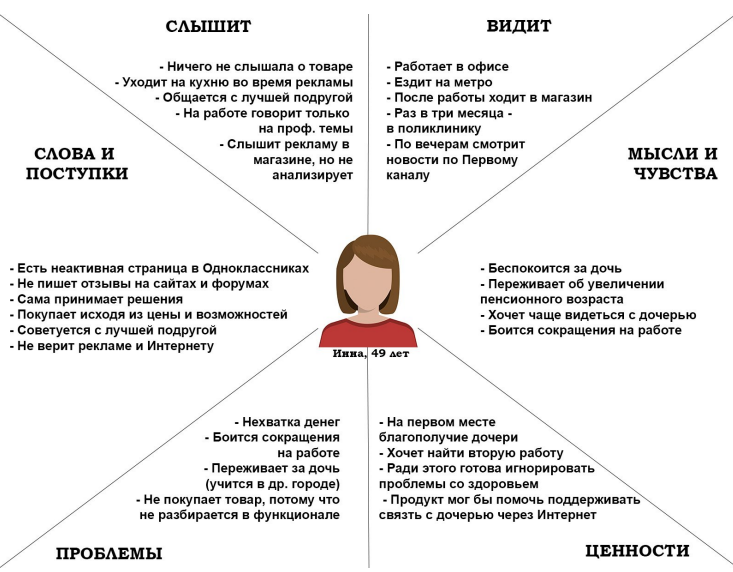 СЛЫШИТ
- Ничего не слышала о товаре
- Уходит на кухню во время рекламы
- Общается с лучшей подругой
- На работе говорит только
на проф. темы
- Слышит рекламу в
магазине, но не
анализирует
ВИДИТ
- Работает в офисе
- Ездит на метро
- После работы ходит в магазин
- Раз в три месяца -
в поликлинику
- По вечерам смотрит
новости по Первому
каналу
СЛОВА И
ПОСТУПКИ
- Есть неактивная страница в Одноклассниках
- Не пишет отзывы на сайтах и форумах
- Сама принимает решения
- Покупает исходя из цены и возможностей
- Советуется с лучшей подругой
- Не верит рекламе и Интернету
МЫСЛИ И
ЧУВСТВА
- Беспокоится за дочь
- Переживает об увеличении
пенсионного возраста
- Хочет чаще видеться с дочерью
- Боится сокращения на работе
Инна, 49 лет
- Нехватка денег
- Боится сокращения
на работе
- Переживает за дочь
(учится в др. городе)
- Не покупает товар, потому что
не разбирается в функционале
ПРОБЛЕМЫ
- На первом месте
благополучие дочери
- Хочет найти вторую работу
- Ради этого готова игнорировать
проблемы со здоровьем
- Продукт мог бы помочь поддерживать
связть с дочерью через Интернет
ЦЕННОСТИ